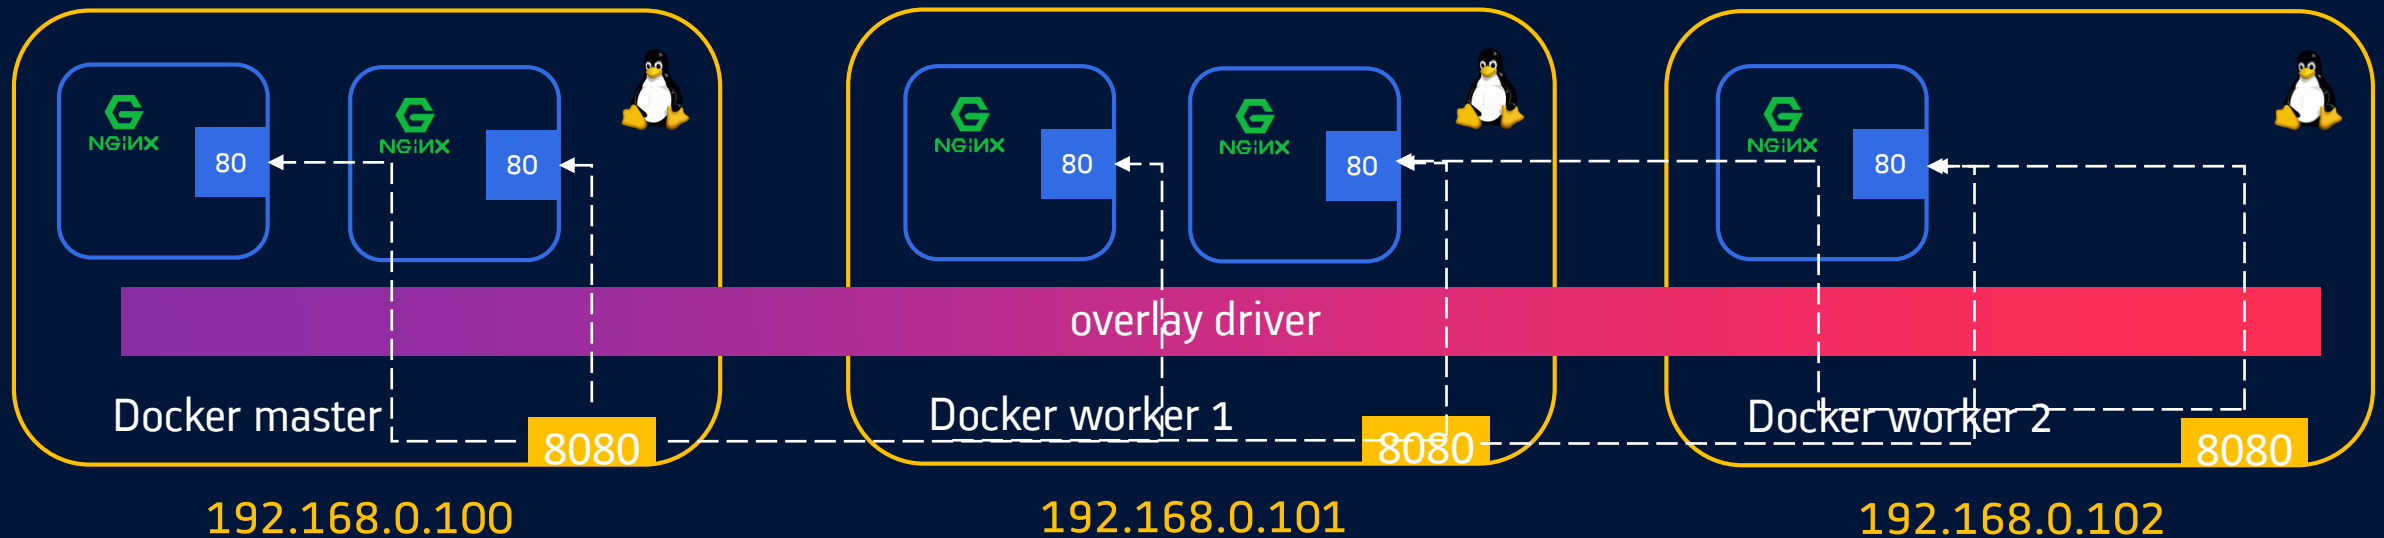 NGiNX
80
NGiNX
80
NGiNX
80
NGiNX
80
NGiNX
80
overlay driver
Docker master
8080
Docker worker 1
8080
Docker worker 2
8080
192.168.0.100
192.168.0.101
192.168.0.102